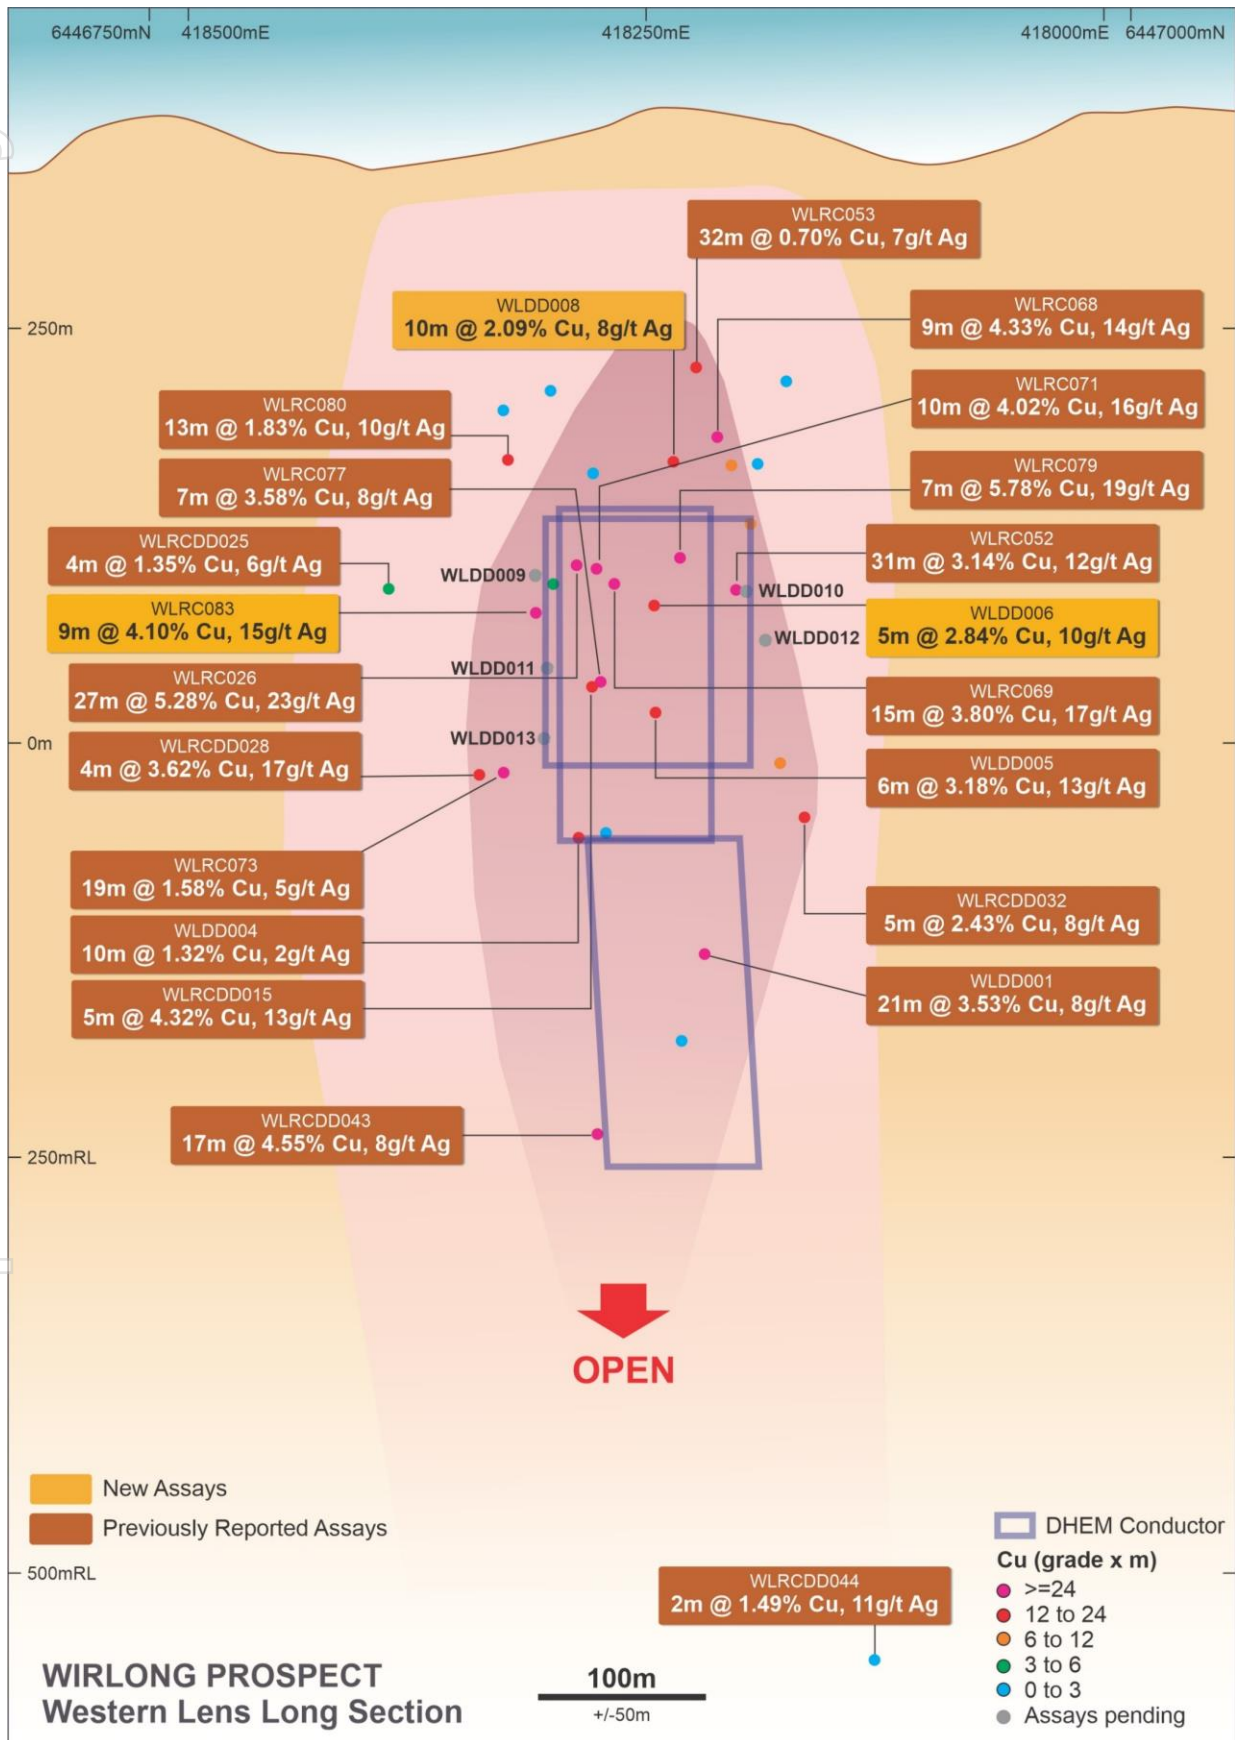 6446750mN
418500mE
418250mE
418000mE
6447000mN
WLRC053
32m @ 0.70% Cu, 7g/t Ag
WLDD008
10m @ 2.09% Cu, 8g/t Ag
WLRC068
9m @ 4.33% Cu, 14g/t Ag
250m
WLRC071
10m @ 4.02% Cu, 16g/t Ag
WLRC080
13m @ 1.83% Cu, 10g/t Ag
WLRC077
7m @ 3.58% Cu, 8g/t Ag
WLRC079
7m @ 5.78% Cu, 19g/t Ag
WLRCDD025
4m @ 1.35% Cu, 6g/t Ag
WLRC052
31m @ 3.14% Cu, 12g/t Ag
WLDD009
WLDD010
WLRC083
9m @ 4.10% Cu, 15g/t Ag
WLDD006
5m @ 2.84% Cu, 10g/t Ag
WLDD012
WLDD011
WLRC026
27m @ 5.28% Cu, 23g/t Ag
WLRC069
15m @ 3.80% Cu, 17g/t Ag
0m
WLDD013
WLRCDD028
4m @ 3.62% Cu, 17g/t Ag
WLDD005
6m @ 3.18% Cu, 13g/t Ag
WLRC073
19m @ 1.58% Cu, 5g/t Ag
WLRCDD032
5m @ 2.43% Cu, 8g/t Ag
WLDD004
10m @ 1.32% Cu, 2g/t Ag
WLDD001
21m @ 3.53% Cu, 8g/t Ag
WLRCDD015
5m @ 4.32% Cu, 13g/t Ag
WLRCDD043
17m @ 4.55% Cu, 8g/t Ag
250mRL
OPEN
New Assays
Previously Reported Assays
500mRL
WLRCDD044
2m @ 1.49% Cu, 11g/t Ag
DHEM Conductor
Cu (grade x m)
>=24
12 to 24
6 to 12
3 to 6
0 to 3
Assays pending
WIRLONG PROSPECT
Western Lens Long Section
100m
+/-50m